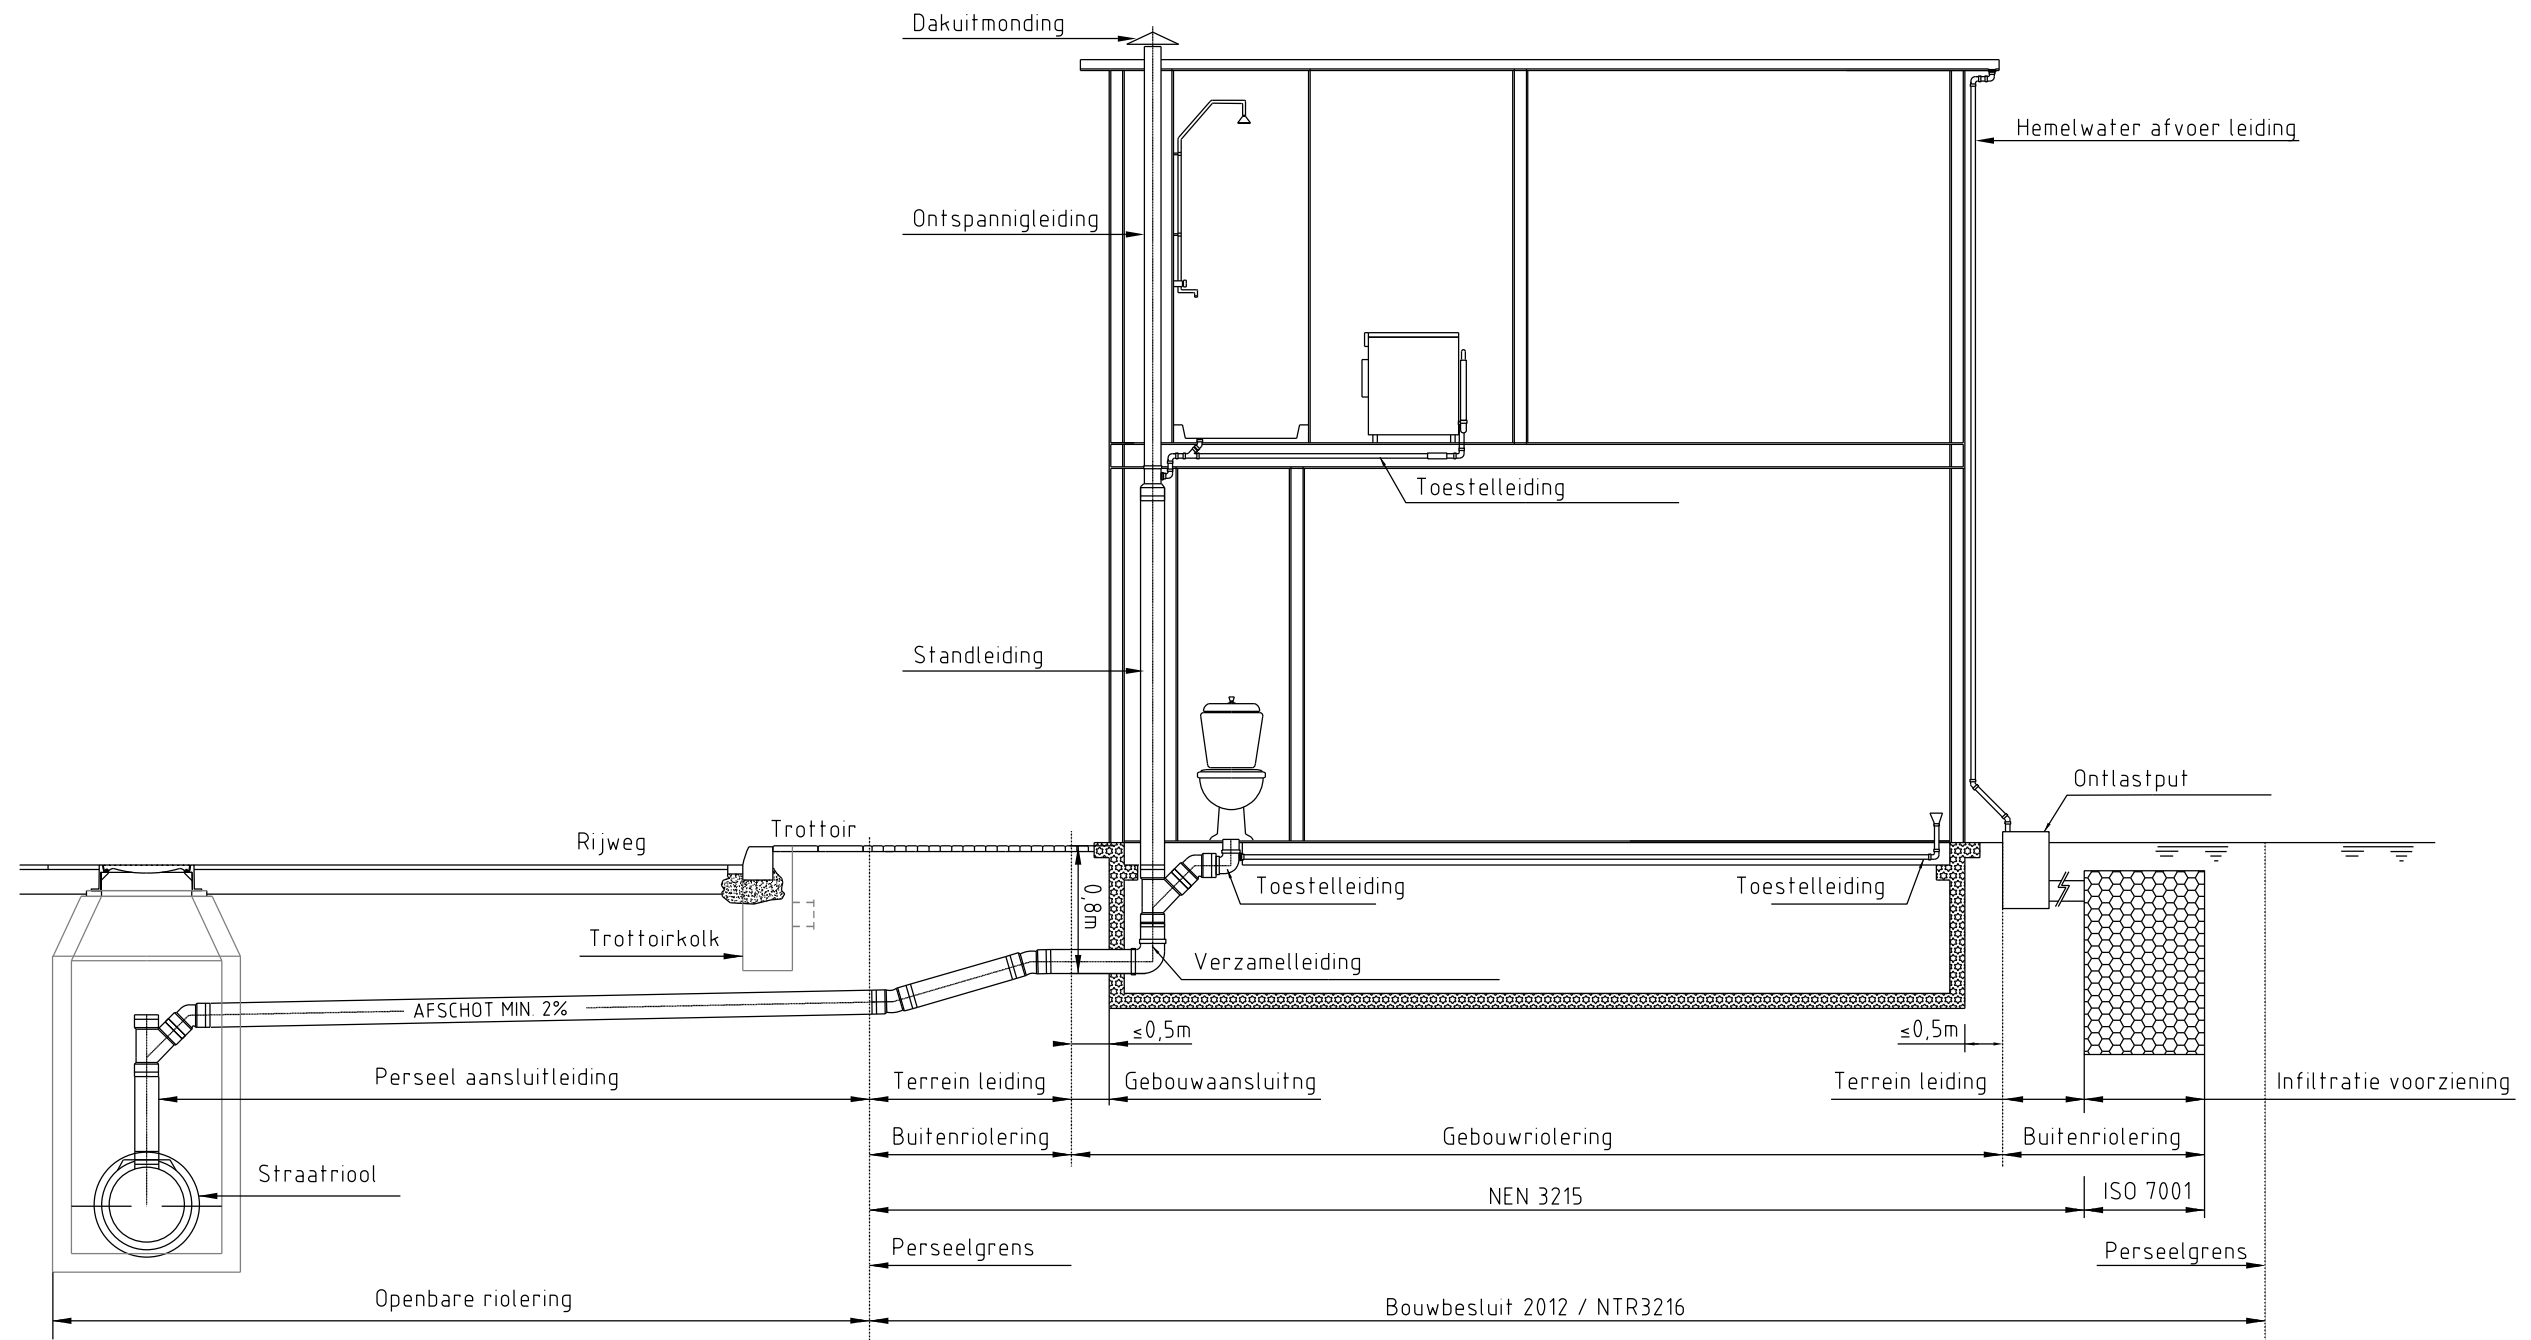 Dakuitmonding
Hemelwater afvoer leiding
Ontspannigleiding
Toestelleiding
Standleiding
Ontlastput
Trottoir
Rijweg
0,8m
Toestelleiding
Toestelleiding
Trottoirkolk
Verzamelleiding
AFSCHOT MIN. 2%
≤0,5m
≤0,5m
Perseel aansluitleiding
Terrein leiding
Gebouwaansluitng
Terrein leiding
Infiltratie voorziening
Buitenriolering
Gebouwriolering
Buitenriolering
Straatriool
NEN 3215
ISO 7001
Perseelgrens
Perseelgrens
Openbare riolering
Bouwbesluit 2012 / NTR3216